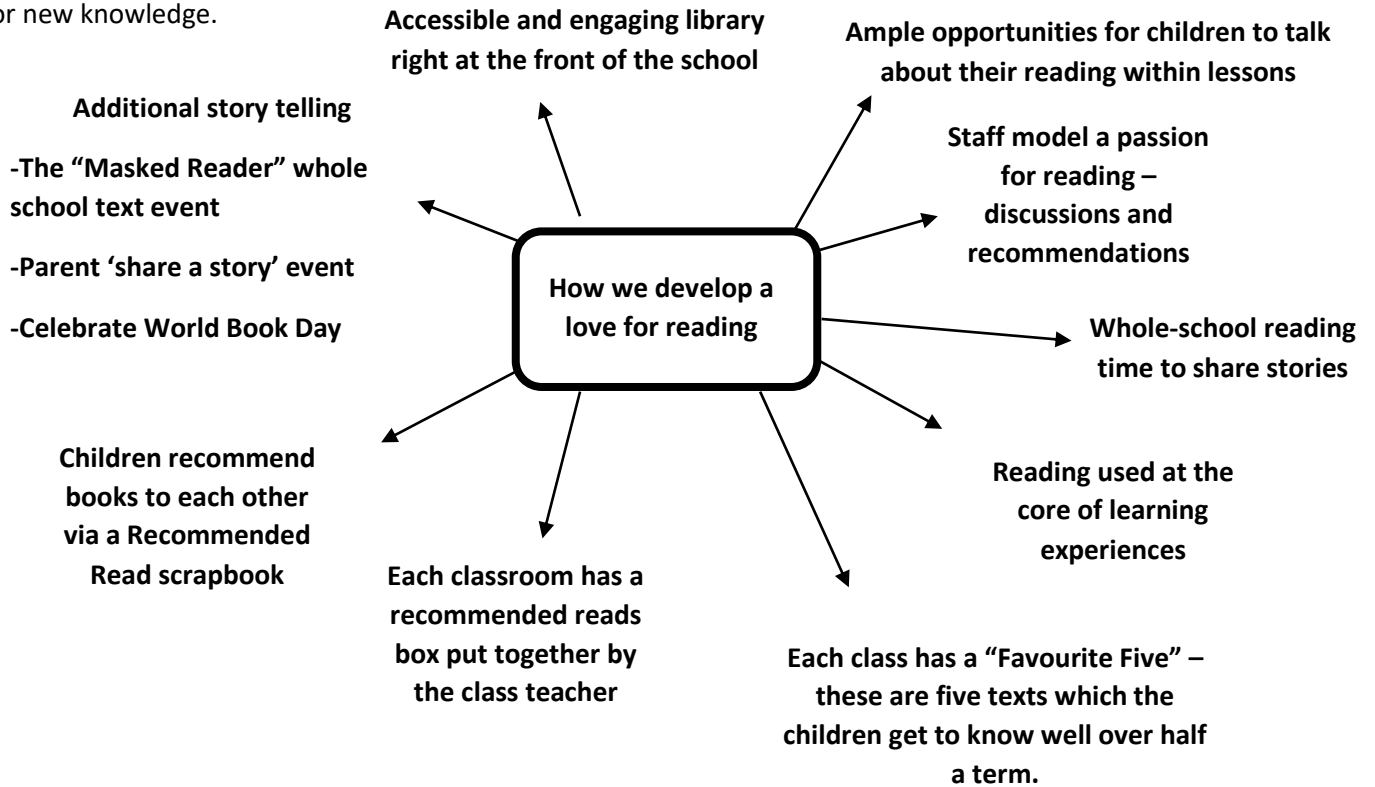 or new knowledge.
Accessible and engaging library
right at the front of the school
Ample opportunities for children to talk
about their reading within lessons
Additional story telling
-The “Masked Reader” whole
school text event
-Parent ‘share a story’ event
-Celebrate World Book Day
Staff model a passion
for reading –
discussions and
recommendations
How we develop a
love for reading
Whole-school reading
time to share stories
Children recommend
books to each other
via a Recommended
Read scrapbook
Each classroom has a
recommended reads
box put together by
the class teacher
Reading used at the
core of learning
experiences
Each class has a “Favourite Five” –
these are five texts which the
children get to know well over half
a term.